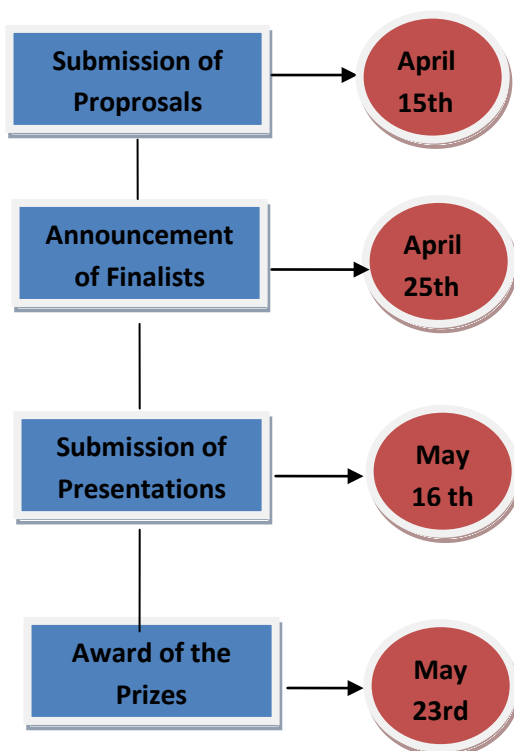 Submission of
Proprosals
April
15th
Announcement
of Finalists
April
25th
Submission of
Presentations
May
16 th
Award of the
Prizes
May
23rd